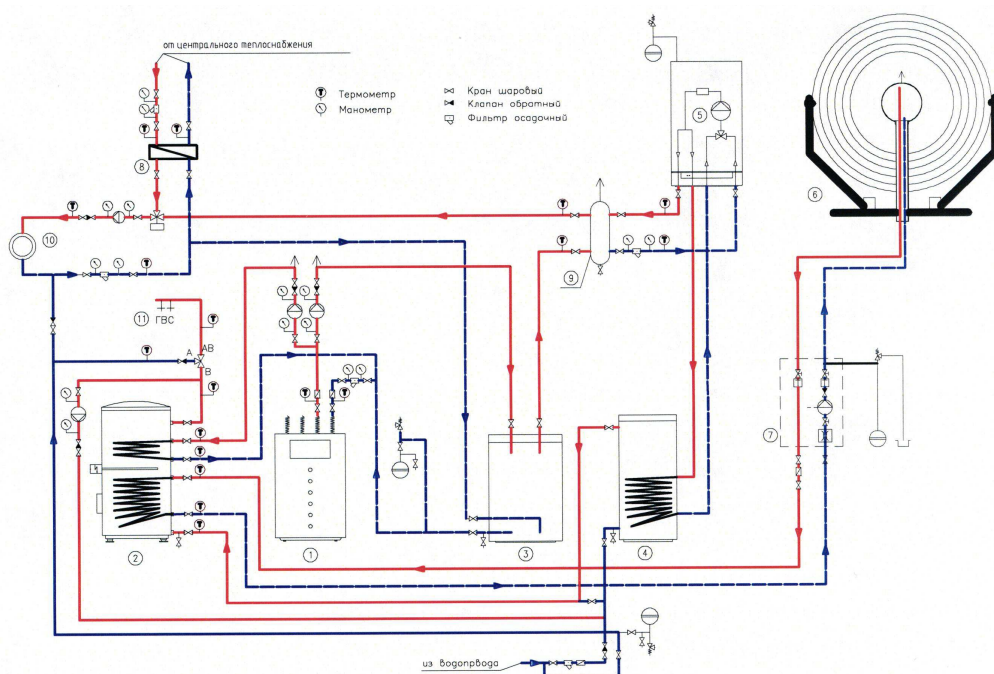 от центрального теплоснабжения
Термометр
Манометр
Кран шаровый
Клапан обратный
Фильтр осадочный
5
6
8
10
9
11
ГВС
A
AB
B
7
2
1
3
4
из водопрвода